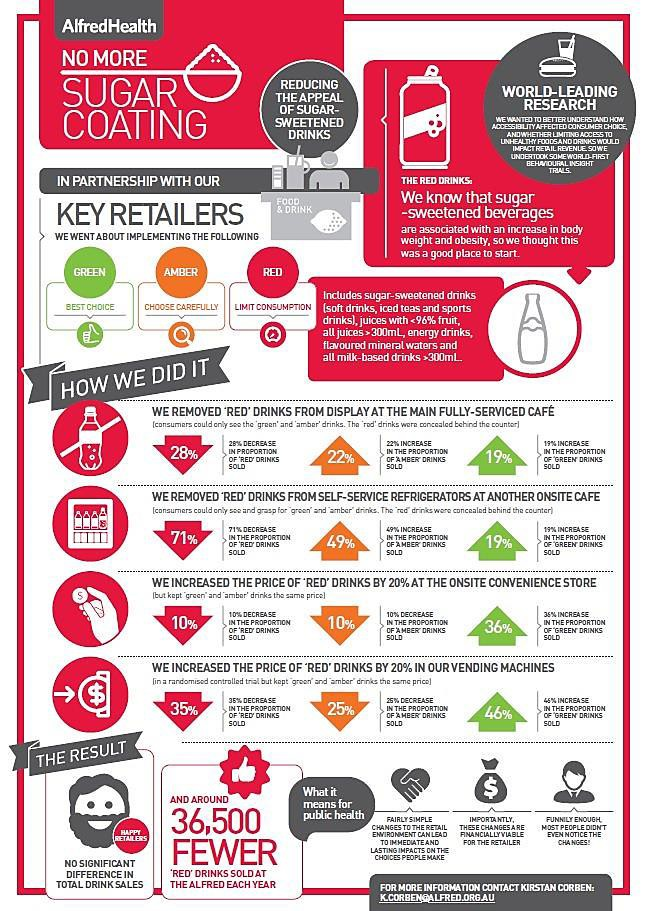 AlfredHealth
NO MORE
SUGAR
COATING
REDUCING
THE APPEAL
OF SUGAR-
SWEETENED
DRINKS
WORLD-LEADING
RESEARCH
WE WANTED TO BETTER UNDERSTAND HOW
ACCESSIBILITY AFFECTED CONSUMER CHOICE,
AND WHETHER LIMITING ACCESS TO
UNHEALTHY FOODS AND DRINKS WOULD
IMPACT RETAIL REVENUE. SO WE
UNDERTOOK SOME WORLD-FIRST
BEHAVIOURAL INSIGHT
TRIALS.
THE RED DRINKS:
We know that sugar
-sweetened beverages
are associated with an increase in body
weight and obesity, so we thought this
was a good place to start.
IN PARTNERSHIP WITH OUR
KEY RETAILERS
WE WENT ABOUT IMPLEMENTING THE FOLLOWING
FOOD
& DRINK
GREEN
BEST CHOICE
AMBER
CHOOSE CAREFULLY
RED
LIMIT CONSUMPTION
Includes sugar-sweetened drinks
(soft drinks, iced teas and sports
drinks), juices with <96% fruit,
all juices >300mL, energy drinks,
flavoured mineral waters and
all milk-based drinks >300mL.
HOW WE DID IT
WE REMOVED 'RED' DRINKS FROM DISPLAY AT THE MAIN FULLY-SERVICED CAFÉ
(consumers could only see the 'green' and 'amber' drinks. The 'red' drinks were concealed behind the counter)
28%
28% DECREASE
IN PROPORTION
OF 'RED' DRINKS
SOLD
22%
22% INCREASE
IN THE PROPORTION
OF 'AMBER' DRINKS
SOLD
19%
19% INCREASE
IN THE PROPORTION
OF 'GREEN' DRINKS
SOLD
WE REMOVED 'RED' DRINKS FROM SELF-SERVICE REFRIGERATORS AT ANOTHER ONSITE CAFE
(consumers could only see and grasp for 'green' and 'amber' drinks. The 'red' drinks were concealed behind the counter)
71%
71% DECREASE
IN THE PROPORTION
OF 'RED' DRINKS
SOLD
49%
49% INCREASE
IN THE PROPORTION
OF 'AMBER' DRINKS
SOLD
19%
19% INCREASE
IN THE PROPORTION
OF 'GREEN' DRINKS
SOLD
WE INCREASED THE PRICE OF 'RED' DRINKS BY 20% AT THE ONSITE CONVENIENCE STORE
(but kept 'green' and 'amber' drinks the same price)
10%
10% DECREASE
IN THE PROPORTION
OF 'RED' DRINKS
SOLD
10%
10% DECREASE
IN THE PROPORTION
OF 'AMBER' DRINKS
SOLD
36%
36% INCREASE
IN THE PROPORTION
OF 'GREEN' DRINKS
SOLD
WE INCREASED THE PRICE OF 'RED' DRINKS BY 20% IN OUR VENDING MACHINES
(in a randomised controlled trial but kept 'green' and 'amber' drinks the same price)
35%
35% DECREASE
IN THE PROPORTION
OF 'RED' DRINKS
SOLD
25%
25% DECREASE
IN THE PROPORTION
OF 'AMBER' DRINKS
SOLD
46%
46% INCREASE
IN THE PROPORTION
OF 'GREEN' DRINKS
SOLD
THE RESULT
HAPPY
RETAILERS
NO SIGNIFICANT
DIFFERENCE IN
TOTAL DRINK SALES
AND AROUND
36,500
FEWER
'RED' DRINKS SOLD AT
THE ALFRED EACH YEAR
What it
means for
public health
FAIRLY SIMPLE
CHANGES TO THE RETAIL
ENVIRONMENT CAN LEAD
TO IMMEDIATE AND
LASTING IMPACTS ON THE
CHOICES PEOPLE MAKE
IMPORTANTLY,
THESE CHANGES ARE
FINANCIALLY VIABLE
FOR THE RETAILER
FUNNILY ENOUGH,
MOST PEOPLE DIDN'T
EVEN NOTICE THE
CHANGES!
FOR MORE INFORMATION CONTACT KIRSTAN CORBEN:
K.CORBEN@ALFRED.ORG.AU